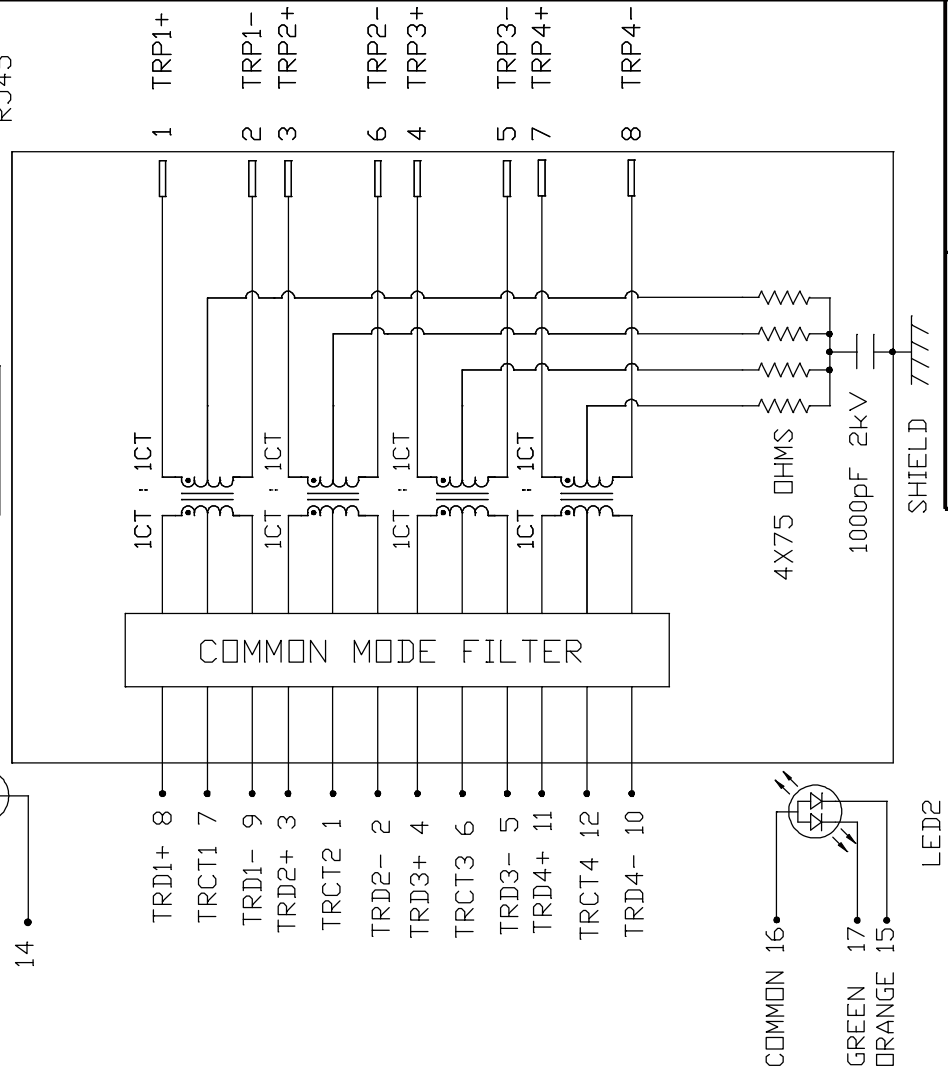 RJ45
TRP1+
TRP1-
TRP2+
TRP2-
TRP3+
TRP3-
TRP4+
TRP4-
1
2
3
6
4
5
7
8
1CT : 1CT
1CT : 1CT
1CT : 1CT
1CT : 1CT
4X75 OHMS
1000pF 2kV
SHIELD
COMMON MODE FILTER
TRD1+ 8
TRCT1 7
TRD1- 9
TRD2+ 3
TRCT2 1
TRD2- 2
TRD3+ 4
TRCT3 6
TRD3- 5
TRD4+ 11
TRCT4 12
TRD4- 10
14
COMMON 16
GREEN 17
ORANGE 15
LED2